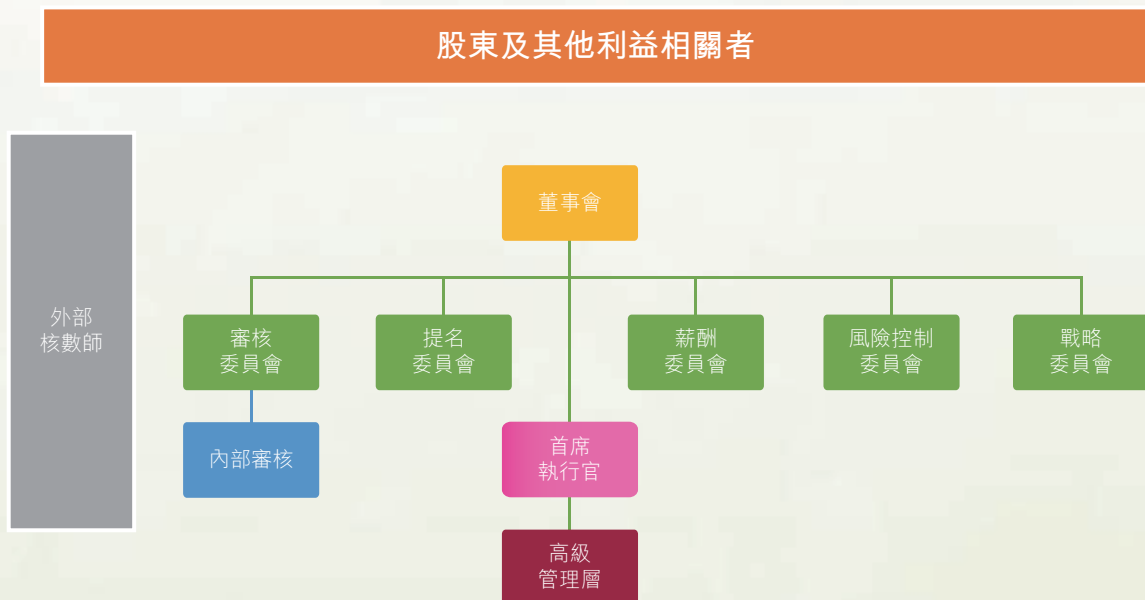 股東及其他利益相關者
董事會
外部
核數師
審核
委員會
提名
委員會
薪酬
委員會
風險控制
委員會
戰略
委員會
內部審核
首席
執行官
高級
管理層